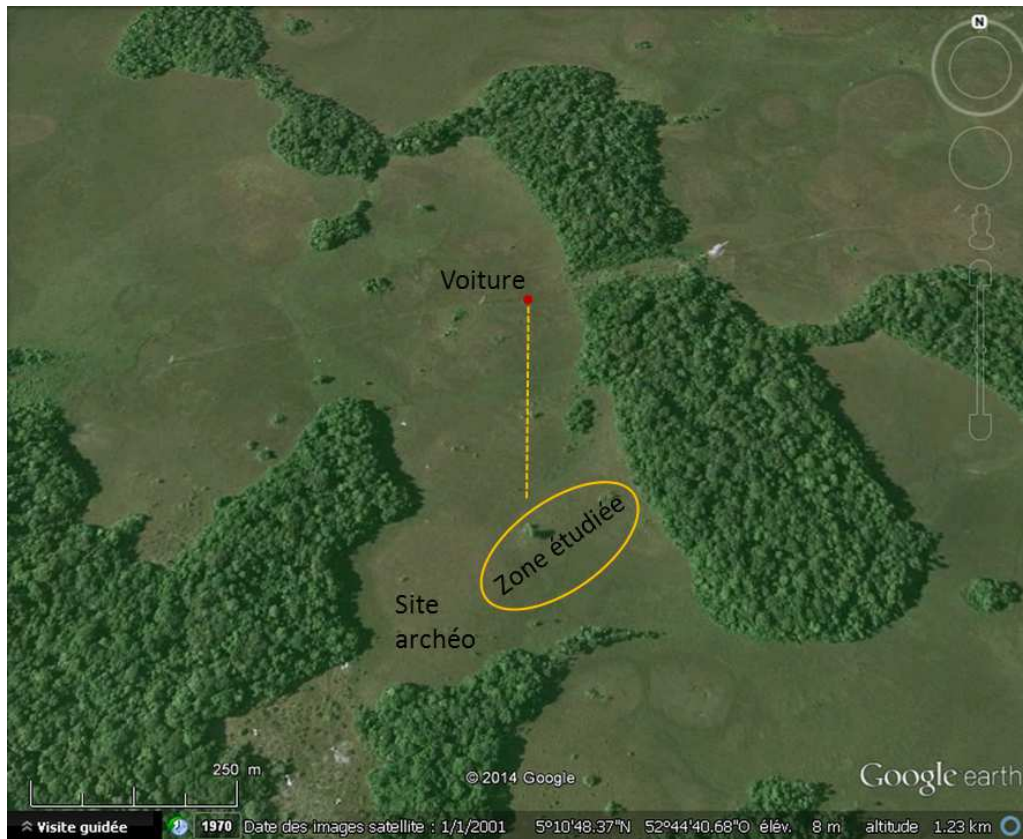 N
Voiture
Zone étudiée
Site
archéo
250 m
© 2014 Google
Google earth
Visite guidée
1970
Date des images satellite : 1/1/2001
5°10'48.37"N 52°44'40.68"O élév. 8 m altitude 1.23 km